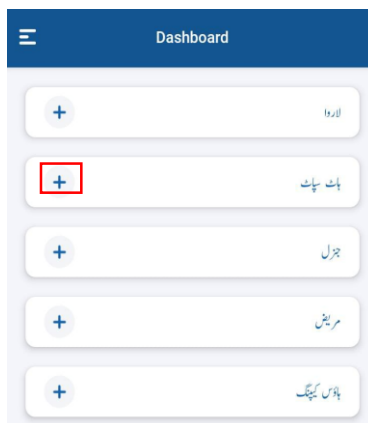 Dashboard
لاروا
ہاٹ سپاٹ
جنرل
مریض
ہاؤس کیپنگ